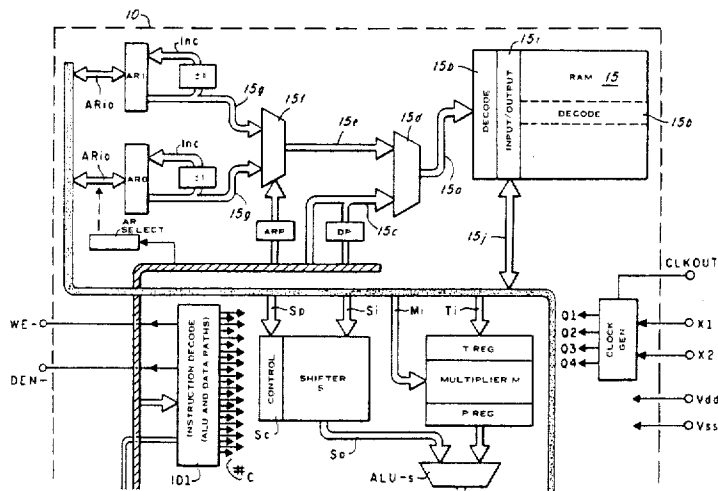 10
Inc
AR1
±1
15g
ARio
15f
15e
15d
15b
15i
DECODE
INPUT/OUTPUT
RAM 15
DECODE
15b
15a
Inc
ARio
AR0
±1
15g
AR SELECT
ARP
DP
15c
15j
CLKOUT
WE-
DEN-
INSTRUCTION DECODE
(ALU AND DATA PATHS)
ID1
#C
Sp
Si
Mi
Ti
CONTROL
SHIFTER
S
Sc
So
T REG
MULTIPLIER M
P REG
ALU-s
Q1
Q2
Q3
Q4
CLOCK
GEN
X1
X2
Vdd
Vss